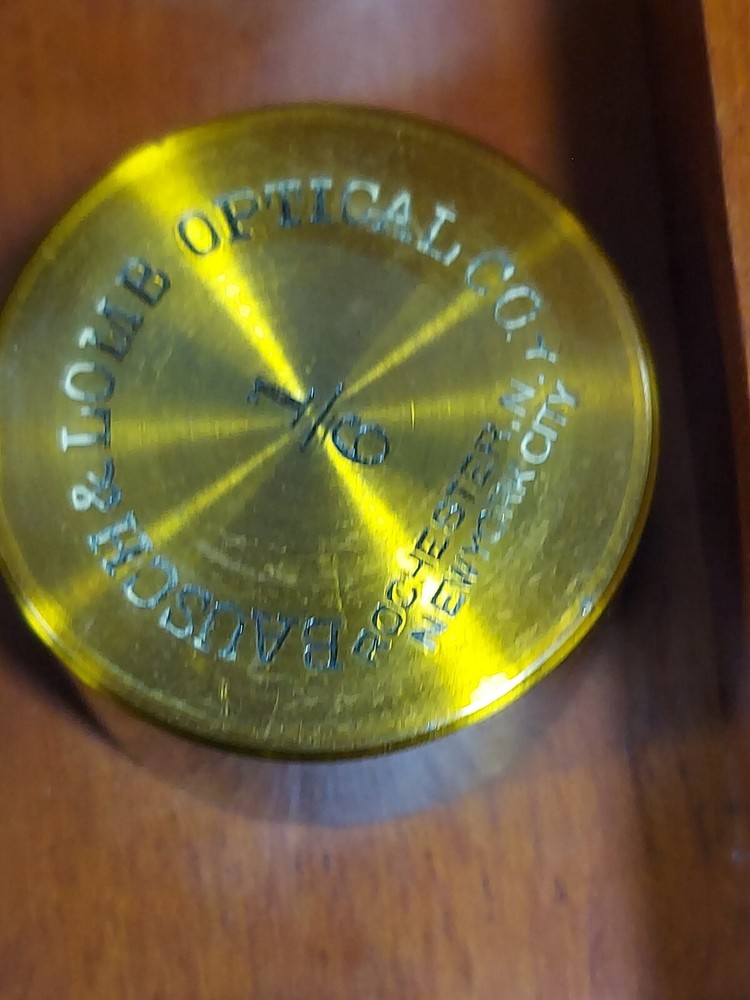 BAUSCH & LOMB OPTICAL CO.
1/6
ROCHESTER, N.Y
NEW YORK CITY